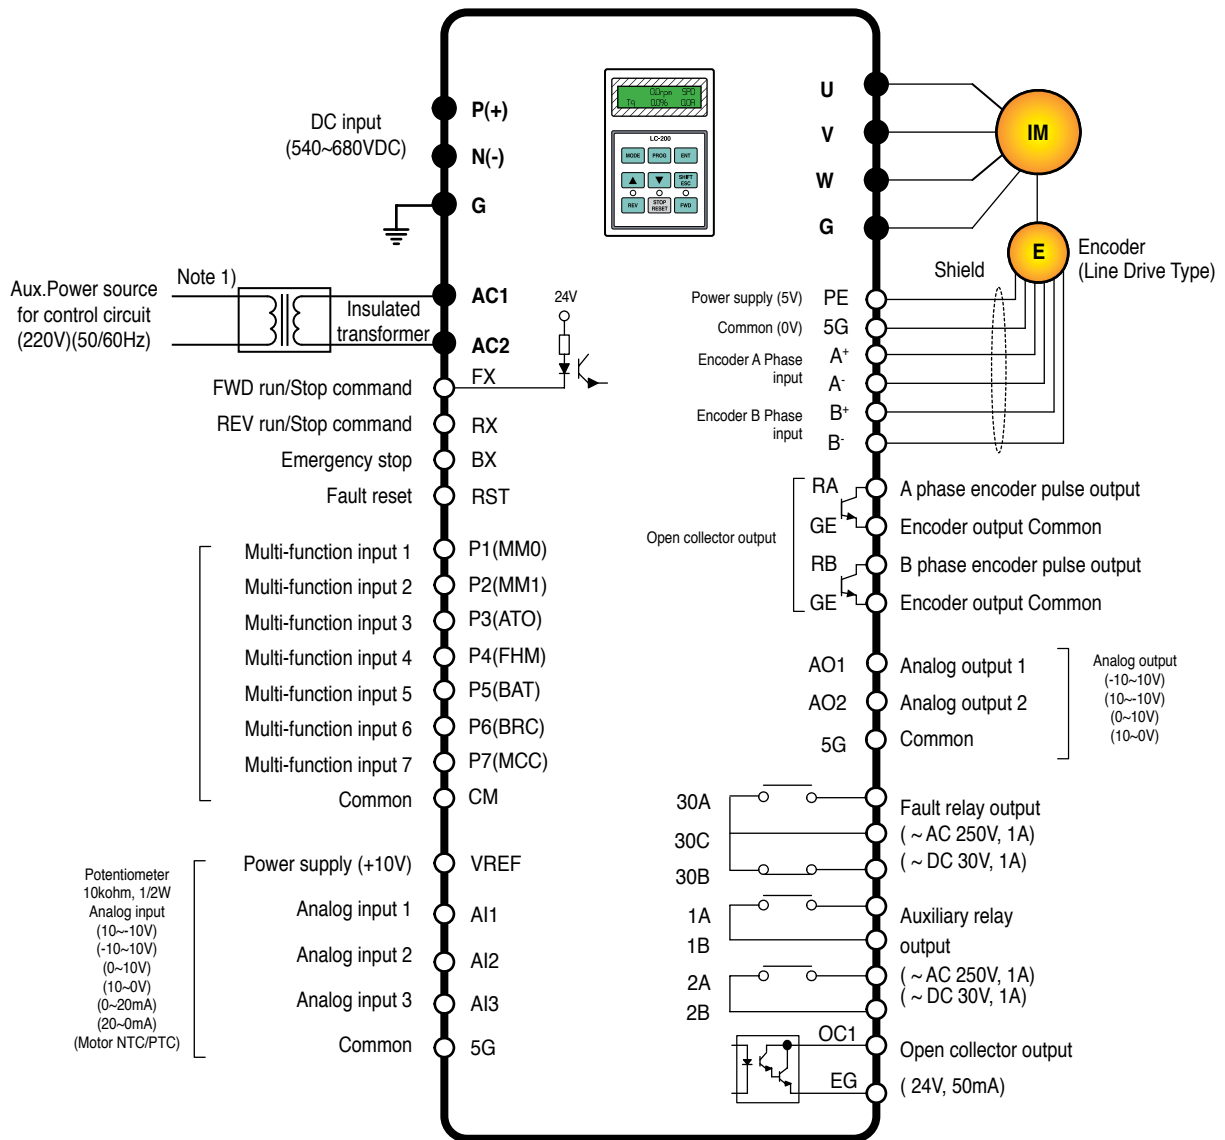 0.0rpm SPD
Tq 0.0% 0.0A
LC-200
MODE PROG ENT
SHIFT
ESC
REV
STOP
RESET
FWD
DC input
(540~680VDC)
P(+)
N(-)
G
Note 1)
Aux.Power source
for control circuit
(220V)(50/60Hz)
Insulated
transformer
AC1
AC2
24V
FWD run/Stop command FX
REV run/Stop command RX
Emergency stop BX
Fault reset RST
Multi-function input 1 P1(MM0)
Multi-function input 2 P2(MM1)
Multi-function input 3 P3(ATO)
Multi-function input 4 P4(FHM)
Multi-function input 5 P5(BAT)
Multi-function input 6 P6(BRC)
Multi-function input 7 P7(MCC)
Common CM
Potentiometer
10kohm, 1/2W
Analog input
(10~-10V)
(-10~10V)
(0~10V)
(10~0V)
(0~20mA)
(20~0mA)
(Motor NTC/PTC)
Power supply (+10V) VREF
Analog input 1 AI1
Analog input 2 AI2
Analog input 3 AI3
Common 5G
U
V
W
G
IM
E
Encoder
(Line Drive Type)
Shield
Power supply (5V) PE
Common (0V) 5G
Encoder A Phase
input
A+
A-
Encoder B Phase
input
B+
B-
Open collector output
RA A phase encoder pulse output
GE Encoder output Common
RB B phase encoder pulse output
GE Encoder output Common
AO1 Analog output 1
AO2 Analog output 2
5G Common
Analog output
(-10~10V)
(10~-10V)
(0~10V)
(10~0V)
30A
30C
30B
Fault relay output
( ~ AC 250V, 1A)
( ~ DC 30V, 1A)
1A
1B
2A
2B
Auxiliary relay
output
( ~ AC 250V, 1A)
( ~ DC 30V, 1A)
OC1
EG
Open collector output
( 24V, 50mA)